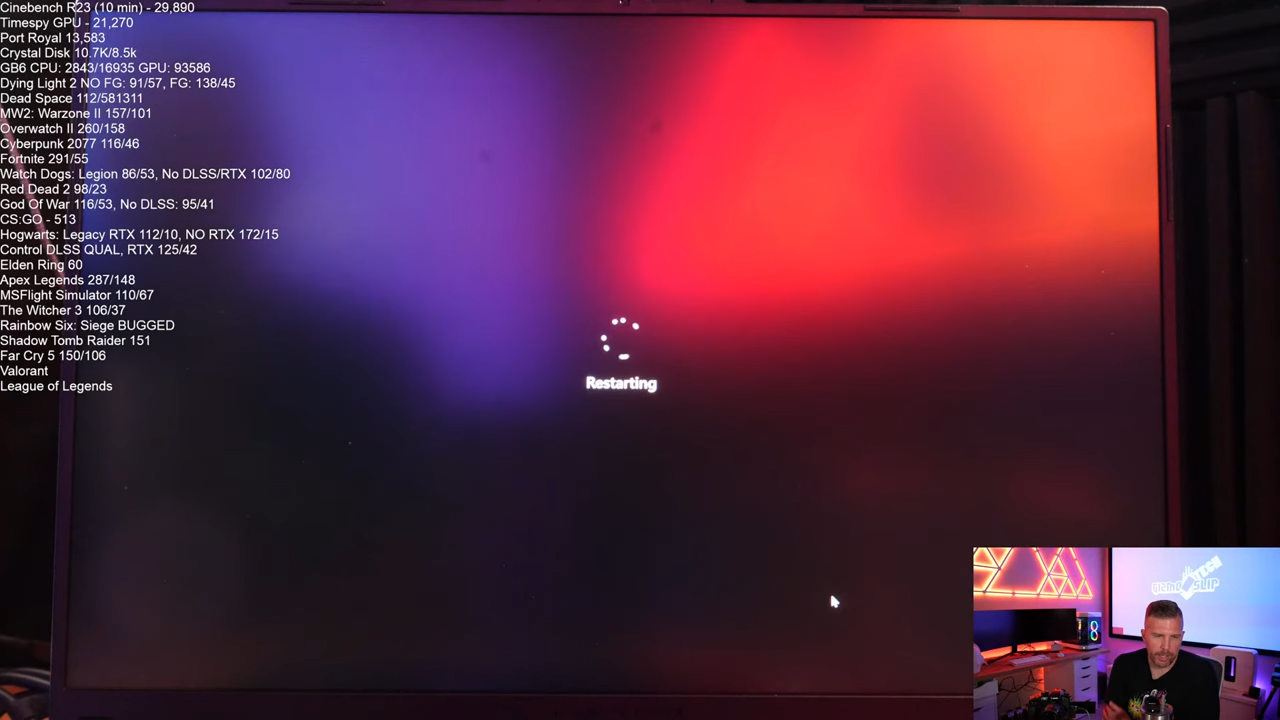 Cinebench R23 (10 min) - 29,890
Timespy GPU - 21,270
Port Royal 13,583
Crystal Disk 10.7K/8.5k
GB6 CPU: 2843/16935 GPU: 93586
Dying Light 2 NO FG: 91/57, FG: 138/45
Dead Space 112/581311
MW2: Warzone II 157/101
Overwatch II 260/158
Cyberpunk 2077 116/46
Fortnite 291/55
Watch Dogs: Legion 86/53, No DLSS/RTX 102/80
Red Dead 2 98/23
God Of War 116/53, No DLSS: 95/41
CS:GO - 513
Hogwarts: Legacy RTX 112/10, NO RTX 172/15
Control DLSS QUAL, RTX 125/42
Elden Ring 60
Apex Legends 287/148
MSFlight Simulator 110/67
The Witcher 3 106/37
Rainbow Six: Siege BUGGED
Shadow Tomb Raider 151
Far Cry 5 150/106
Valorant
League of Legends
Restarting
GIZMO SLIP TECH